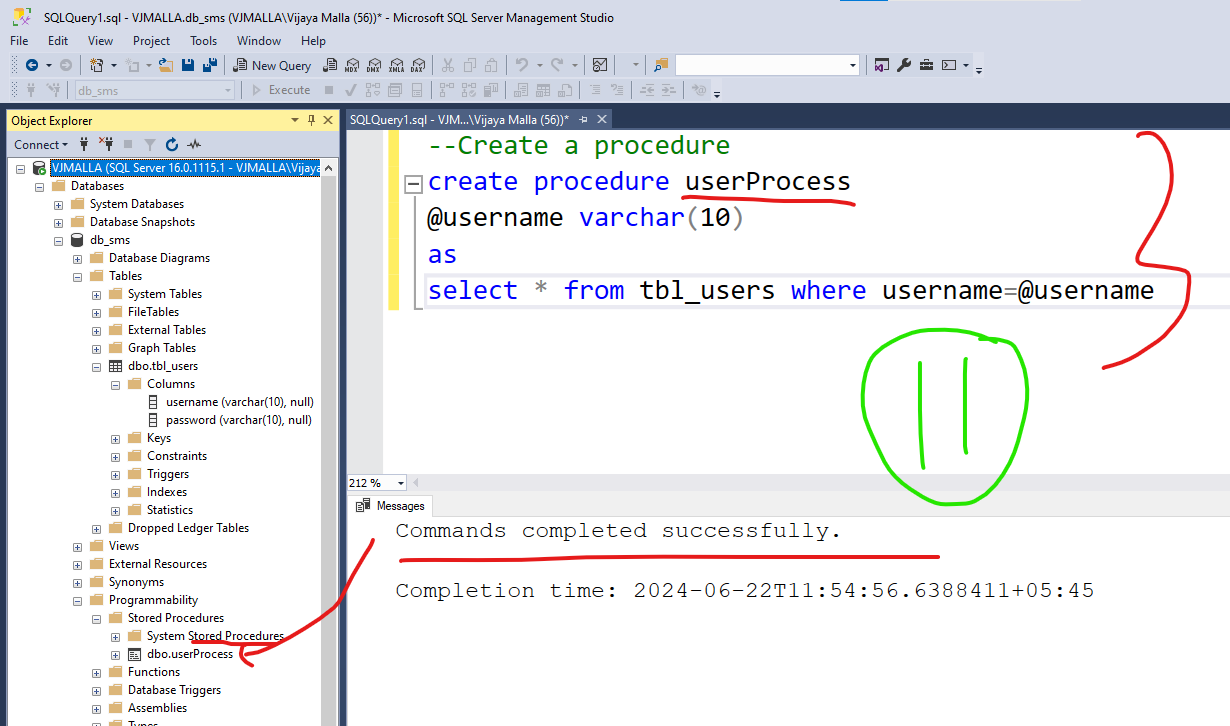 SQLQuery1.sql - VJMALLA.db_sms (VJMALLA\Vijaya Malla (56))* - Microsoft SQL Server Management Studio
File Edit View Project Tools Window Help
New Query MDX DMX XMLA DAX
db_sms Execute
Object Explorer
Connect
VJMALLA (SQL Server 16.0.1115.1 - VJMALLA\Vijaya
Databases
System Databases
Database Snapshots
db_sms
Database Diagrams
Tables
System Tables
FileTables
External Tables
Graph Tables
dbo.tbl_users
Columns
username (varchar(10), null)
password (varchar(10), null)
Keys
Constraints
Triggers
Indexes
Statistics
Dropped Ledger Tables
Views
External Resources
Synonyms
Programmability
Stored Procedures
System Stored Procedures
dbo.userProcess
Functions
Database Triggers
Assemblies
Types
SQLQuery1.sql - VJM...\Vijaya Malla (56))*
--Create a procedure
create procedure userProcess
@username varchar(10)
as
select * from tbl_users where username=@username
212 %
Messages
Commands completed successfully.
Completion time: 2024-06-22T11:54:56.6388411+05:45